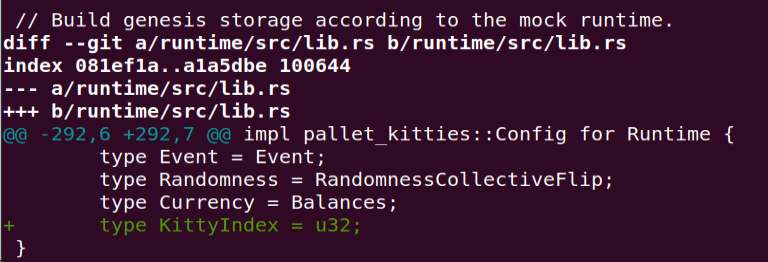 // Build genesis storage according to the mock runtime.
diff --git a/runtime/src/lib.rs b/runtime/src/lib.rs
index 081ef1a..a1a5dbe 100644
--- a/runtime/src/lib.rs
+++ b/runtime/src/lib.rs
@@ -292,6 +292,7 @@ impl pallet_kitties::Config for Runtime {
        type Event = Event;
        type Randomness = RandomnessCollectiveFlip;
        type Currency = Balances;
+       type KittyIndex = u32;
 }